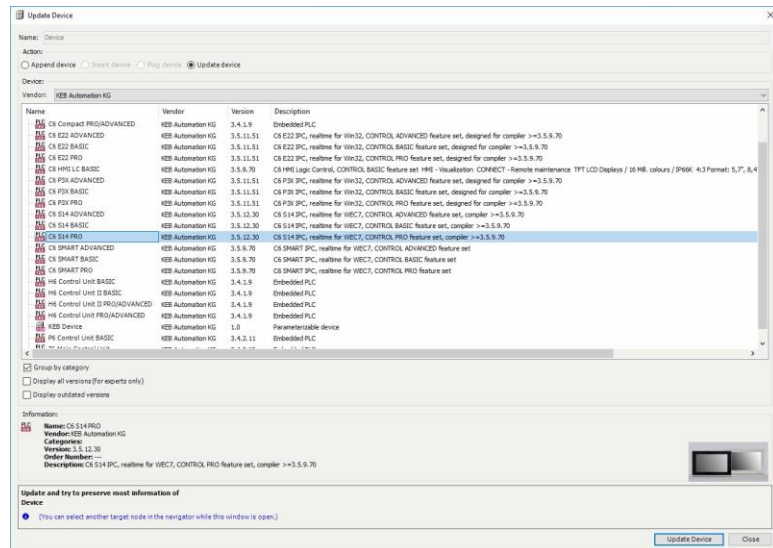 Update Device
Name: Device
Action:
Append device Insert device Plug device Update device
Device:
Vendor: KEB Automation KG
Name Vendor Version Description
C6 Compact PRO/ADVANCED KEB Automation KG 3.4.1.9 Embedded PLC
C6 E22 ADVANCED KEB Automation KG 3.5.11.51 C6 E22 IPC, realtime for Win32, CONTROL ADVANCED feature set, designed for compiler >=3.5.9.70
C6 E22 BASIC KEB Automation KG 3.5.11.51 C6 E22 IPC, realtime for Win32, CONTROL BASIC feature set, designed for compiler >=3.5.9.70
C6 E22 PRO KEB Automation KG 3.5.11.51 C6 E22 IPC, realtime for Win32, CONTROL PRO feature set, designed for compiler >=3.5.9.70
C6 HMI LC BASIC KEB Automation KG 3.5.9.70 C6 HMI Logic Control, CONTROL BASIC feature set HMI - Visualization CONNECT - Remote maintenance TFT LCD Displays / 16 Mill. colours / IP66K 4:3 Format: 5,7", 8,4
C6 P3X ADVANCED KEB Automation KG 3.5.11.51 C6 P3X IPC, realtime for Win32, CONTROL ADVANCED feature set, designed for compiler >=3.5.9.70
C6 P3X BASIC KEB Automation KG 3.5.11.51 C6 P3X IPC, realtime for Win32, CONTROL BASIC feature set, designed for compiler >=3.5.9.70
C6 P3X PRO KEB Automation KG 3.5.11.51 C6 P3X IPC, realtime for Win32, CONTROL PRO feature set, designed for compiler >=3.5.9.70
C6 S14 ADVANCED KEB Automation KG 3.5.12.30 C6 S14 IPC, realtime for WEC7, CONTROL ADVANCED feature set, compiler >=3.5.9.70
C6 S14 BASIC KEB Automation KG 3.5.12.30 C6 S14 IPC, realtime for WEC7, CONTROL BASIC feature set, compiler >=3.5.9.70
C6 S14 PRO KEB Automation KG 3.5.12.30 C6 S14 IPC, realtime for WEC7, CONTROL PRO feature set, compiler >=3.5.9.70
C6 SMART ADVANCED KEB Automation KG 3.5.9.70 C6 SMART IPC, realtime for WEC7, CONTROL ADVANCED feature set
C6 SMART BASIC KEB Automation KG 3.5.9.70 C6 SMART IPC, realtime for WEC7, CONTROL BASIC feature set
C6 SMART PRO KEB Automation KG 3.5.9.70 C6 SMART IPC, realtime for WEC7, CONTROL PRO feature set
H6 Control Unit BASIC KEB Automation KG 3.4.1.9 Embedded PLC
H6 Control Unit II BASIC KEB Automation KG 3.4.1.9 Embedded PLC
H6 Control Unit II PRO/ADVANCED KEB Automation KG 3.4.1.9 Embedded PLC
H6 Control Unit PRO/ADVANCED KEB Automation KG 3.4.1.9 Embedded PLC
KEB Device KEB Automation KG 1.0 Parameterizable device
P6 Control Unit BASIC KEB Automation KG 3.4.2.11 Embedded PLC
Group by category
Display all versions (for experts only)
Display outdated versions
Information:
Name: C6 S14 PRO
Vendor: KEB Automation KG
Categories:
Version: 3.5.12.30
Order Number: ---
Description: C6 S14 IPC, realtime for WEC7, CONTROL PRO feature set, compiler >=3.5.9.70
Update and try to preserve most information of
Device
(You can select another target node in the navigator while this window is open.)
Update Device Close